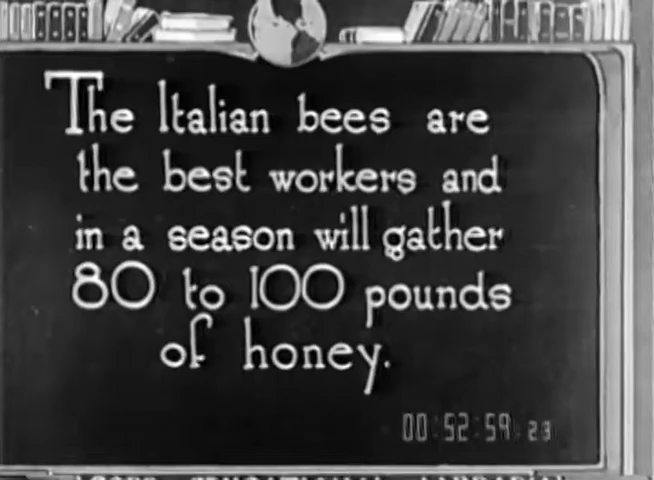 The Italian bees are
the best workers and
in a season will gather
80 to 100 pounds
of honey.
00:52:59:23